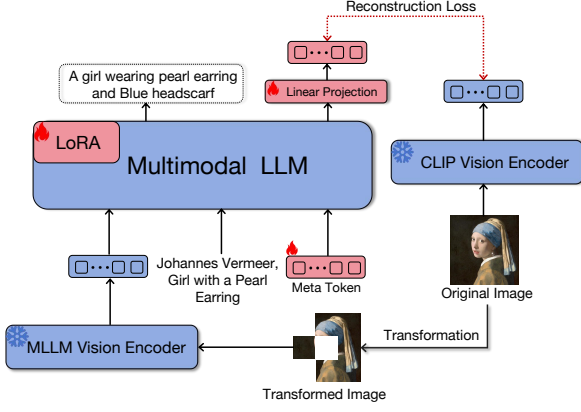 Reconstruction Loss
A girl wearing pearl earring
and Blue headscarf
Linear Projection
LoRA
Multimodal LLM
CLIP Vision Encoder
Johannes Vermeer,
Girl with a Pearl
Earring
Meta Token
Original Image
MLLM Vision Encoder
Transformation
Transformed Image